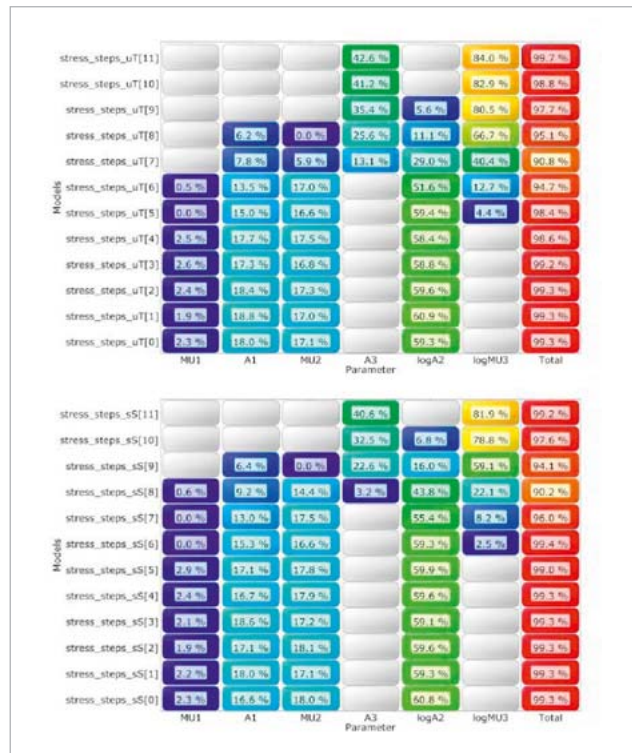 stress_steps_uT[11] 42.6 % 84.0 % 99.7 %
stress_steps_uT[10] 41.2 % 82.9 % 98.8 %
stress_steps_uT[9] 35.4 % 5.6 % 80.5 % 97.7 %
stress_steps_uT[8] 6.2 % 0.0 % 25.6 % 11.1 % 66.7 % 95.1 %
stress_steps_uT[7] 7.8 % 5.9 % 13.1 % 29.0 % 40.4 % 90.8 %
stress_steps_uT[6] 0.5 % 13.5 % 17.0 % 51.6 % 12.7 % 94.7 %
stress_steps_uT[5] 0.0 % 15.0 % 16.6 % 59.4 % 4.4 % 98.4 %
stress_steps_uT[4] 2.5 % 17.7 % 17.5 % 58.4 % 98.6 %
stress_steps_uT[3] 2.6 % 17.3 % 16.8 % 58.8 % 99.2 %
stress_steps_uT[2] 2.4 % 18.4 % 17.3 % 59.6 % 99.3 %
stress_steps_uT[1] 1.9 % 18.8 % 17.0 % 60.9 % 99.3 %
stress_steps_uT[0] 2.3 % 18.0 % 17.1 % 59.3 % 99.3 %
Models
MU1 A1 MU2 A3 logA2 logMU3 Total
Parameter
stress_steps_sS[11] 40.6 % 81.9 % 99.2 %
stress_steps_sS[10] 32.5 % 6.8 % 78.8 % 97.6 %
stress_steps_sS[9] 6.4 % 0.0 % 22.6 % 16.0 % 59.1 % 94.1 %
stress_steps_sS[8] 0.6 % 9.2 % 14.4 % 3.2 % 43.8 % 22.1 % 90.2 %
stress_steps_sS[7] 0.0 % 13.0 % 17.5 % 55.4 % 8.2 % 96.0 %
stress_steps_sS[6] 0.0 % 15.3 % 16.6 % 59.3 % 2.5 % 99.4 %
stress_steps_sS[5] 2.9 % 17.1 % 17.8 % 59.9 % 99.0 %
stress_steps_sS[4] 2.4 % 16.7 % 17.9 % 59.6 % 99.3 %
stress_steps_sS[3] 2.1 % 18.6 % 17.2 % 59.1 % 99.3 %
stress_steps_sS[2] 1.9 % 17.1 % 18.1 % 59.6 % 99.3 %
stress_steps_sS[1] 2.2 % 18.0 % 17.1 % 59.3 % 99.3 %
stress_steps_sS[0] 2.3 % 16.6 % 18.0 % 60.8 % 99.3 %
Models
MU1 A1 MU2 A3 logA2 logMU3 Total
Parameter